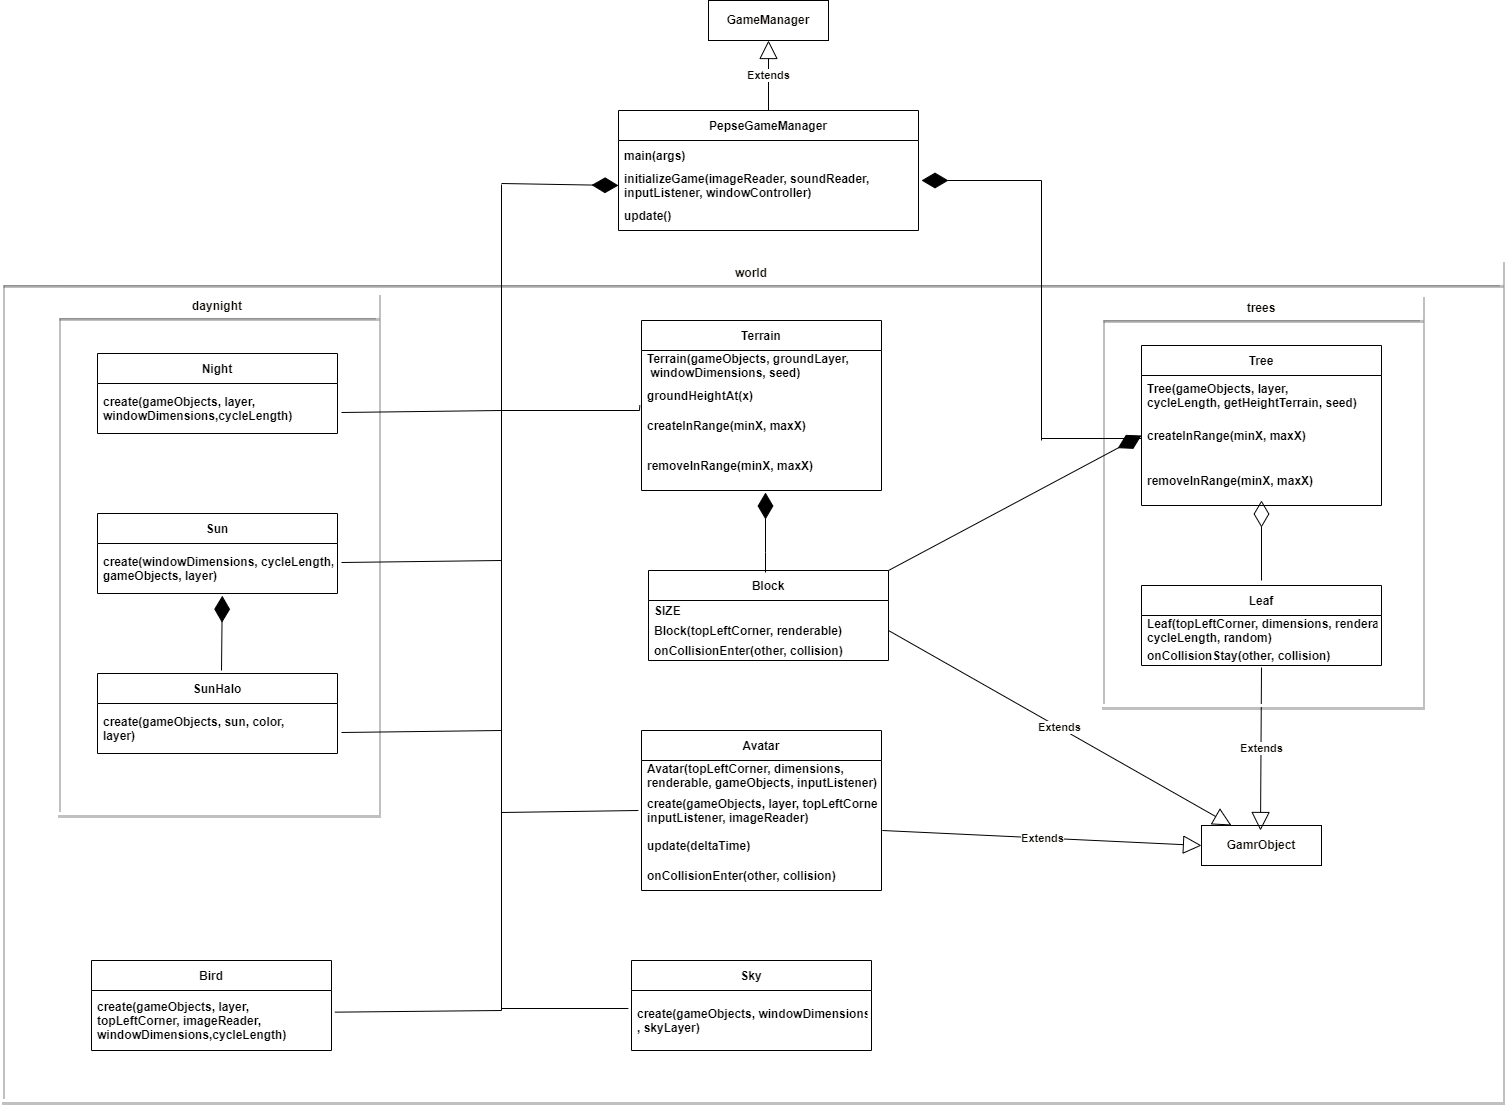 GameManager
Extends
PepseGameManager
main(args)
initializeGame(imageReader, soundReader,
inputListener, windowController)
update()
world
daynight
Night
create(gameObjects, layer,
windowDimensions,cycleLength)
Sun
create(windowDimensions, cycleLength,
gameObjects, layer)
SunHalo
create(gameObjects, sun, color,
layer)
Terrain
Terrain(gameObjects, groundLayer,
windowDimensions, seed)
groundHeightAt(x)
createInRange(minX, maxX)
removeInRange(minX, maxX)
Block
SIZE
Block(topLeftCorner, renderable)
onCollisionEnter(other, collision)
trees
Tree
Tree(gameObjects, layer,
cycleLength, getHeightTerrain, seed)
createInRange(minX, maxX)
removeInRange(minX, maxX)
Leaf
Leaf(topLeftCorner, dimensions, rendera
cycleLength, random)
onCollisionStay(other, collision)
Extends
Extends
Avatar
Avatar(topLeftCorner, dimensions,
renderable, gameObjects, inputListener)
create(gameObjects, layer, topLeftCorne
inputListener, imageReader)
update(deltaTime)
onCollisionEnter(other, collision)
Extends
GamrObject
Bird
create(gameObjects, layer,
topLeftCorner, imageReader,
windowDimensions,cycleLength)
Sky
create(gameObjects, windowDimensions
, skyLayer)